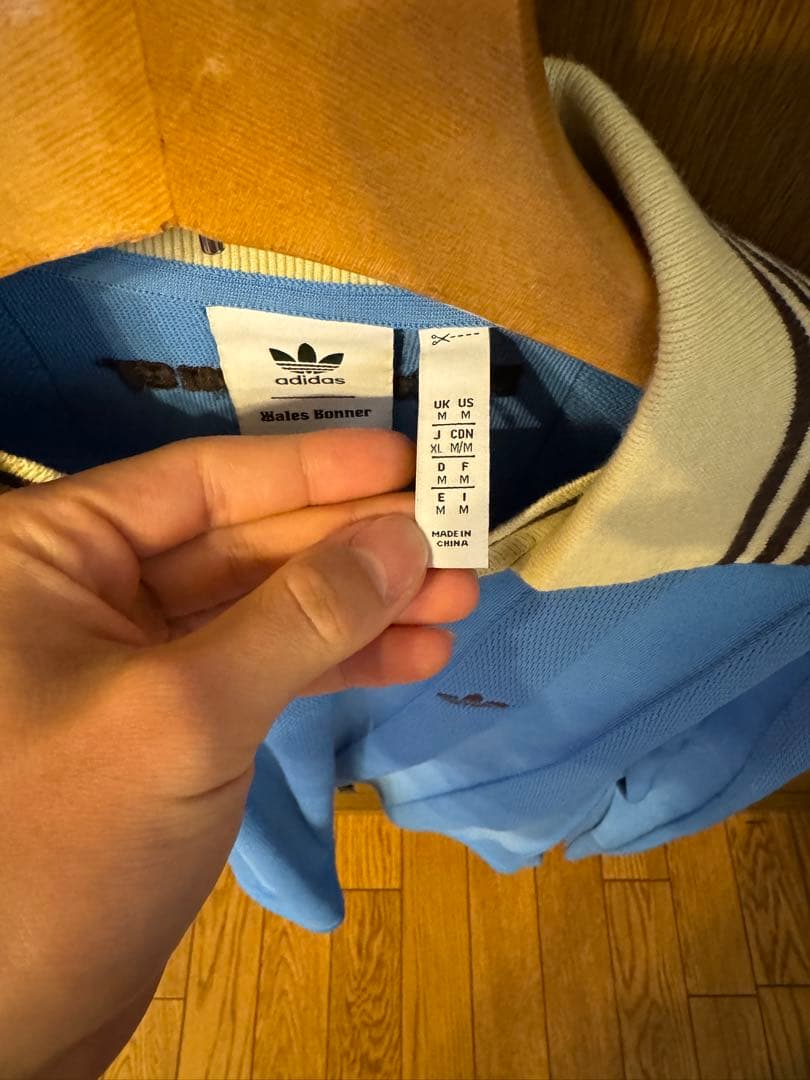 adidas
Wales Bonner
UK US
M M
J CDN
XL M/M
D F
M M
E I
M M
MADE IN
CHINA